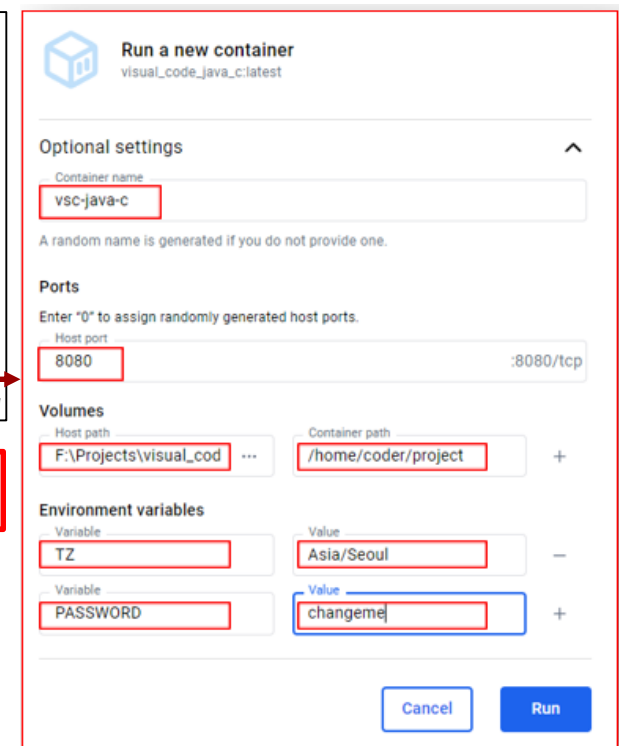 Run a new container
visual_code_java_c:latest
Optional settings
Container name
vsc-java-c
A random name is generated if you do not provide one.
Ports
Enter "0" to assign randomly generated host ports.
Host port
8080 :8080/tcp
Volumes
Host path Container path
F:\Projects\visual_cod ... /home/coder/project +
Environment variables
Variable Value
TZ Asia/Seoul −
Variable Value
PASSWORD changeme +
Cancel Run